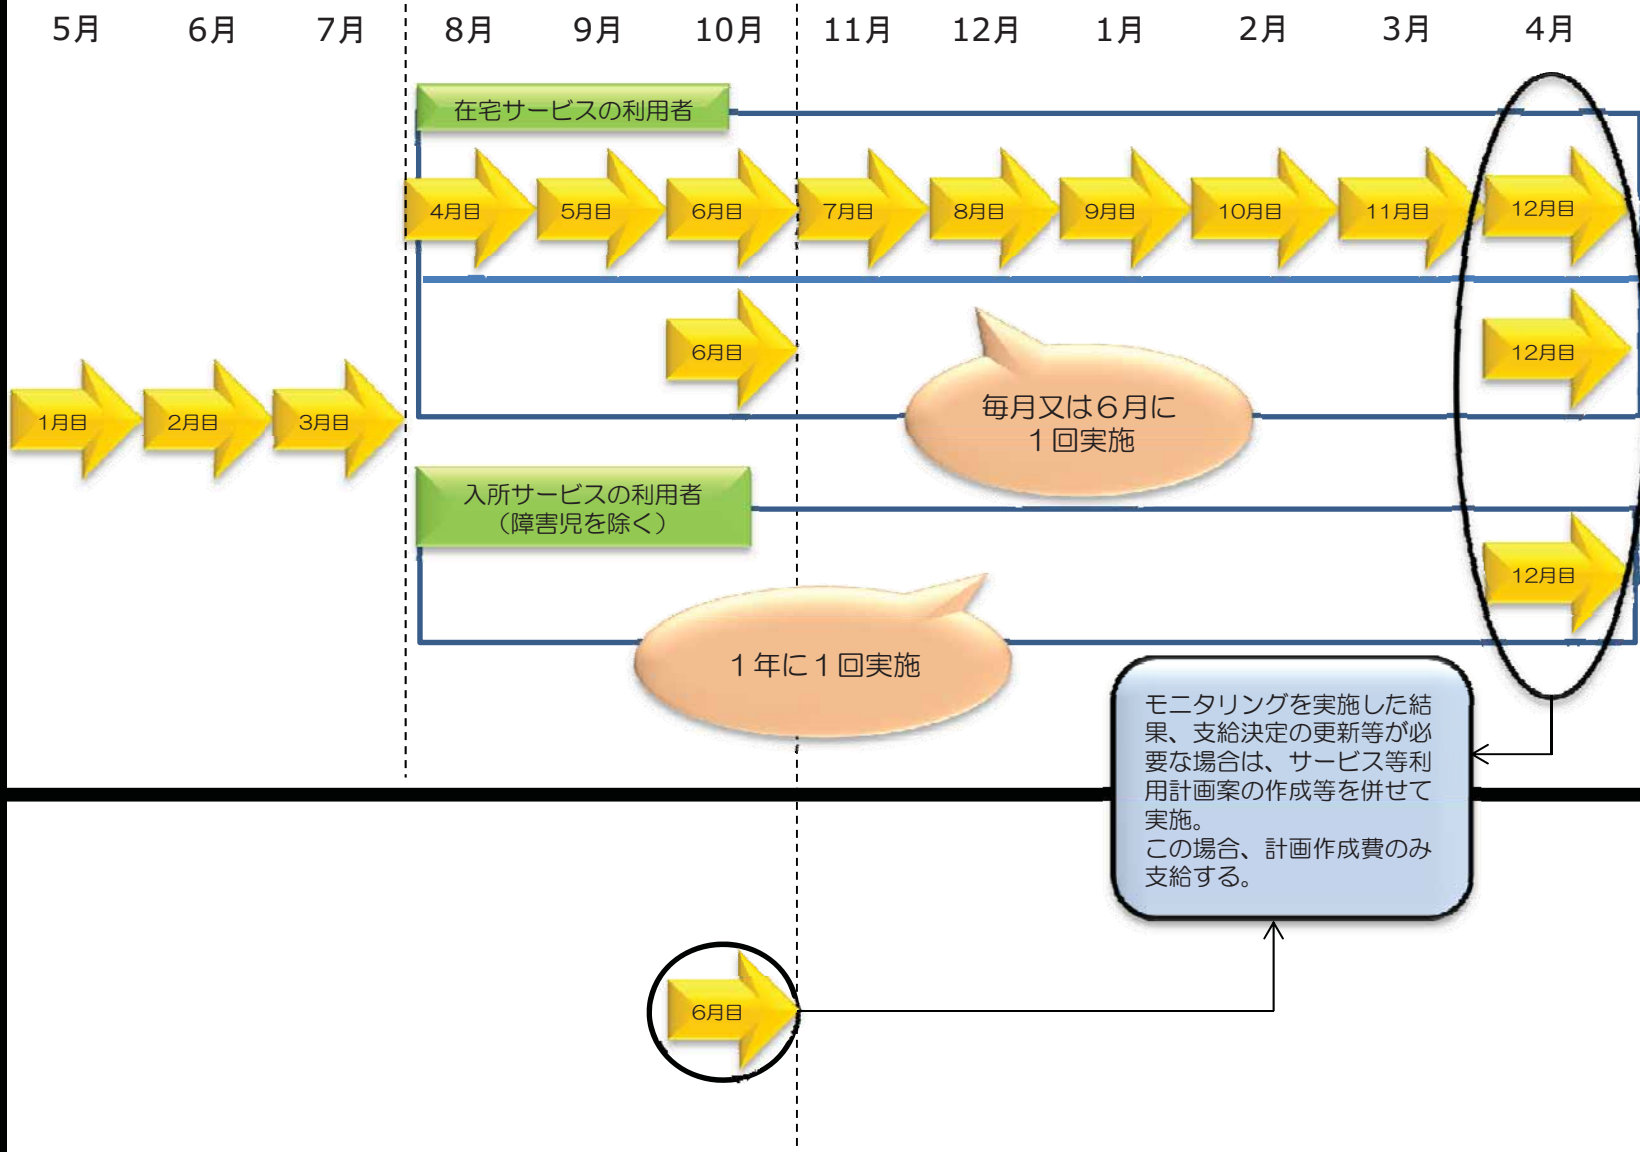 5月 6月 7月 8月 9月 10月 11月 12月 1月 2月 3月 4月
在宅サービスの利用者
4月目 5月目 6月目 7月目 8月目 9月目 10月目 11月目 12月目
6月目 12月目
1月目 2月目 3月目
毎月又は６月に
１回実施
入所サービスの利用者
（障害児を除く）
12月目
１年に１回実施
モニタリングを実施した結
果、支給決定の更新等が必
要な場合は、サービス等利
用計画案の作成等を併せて
実施。
この場合、計画作成費のみ
支給する。
6月目